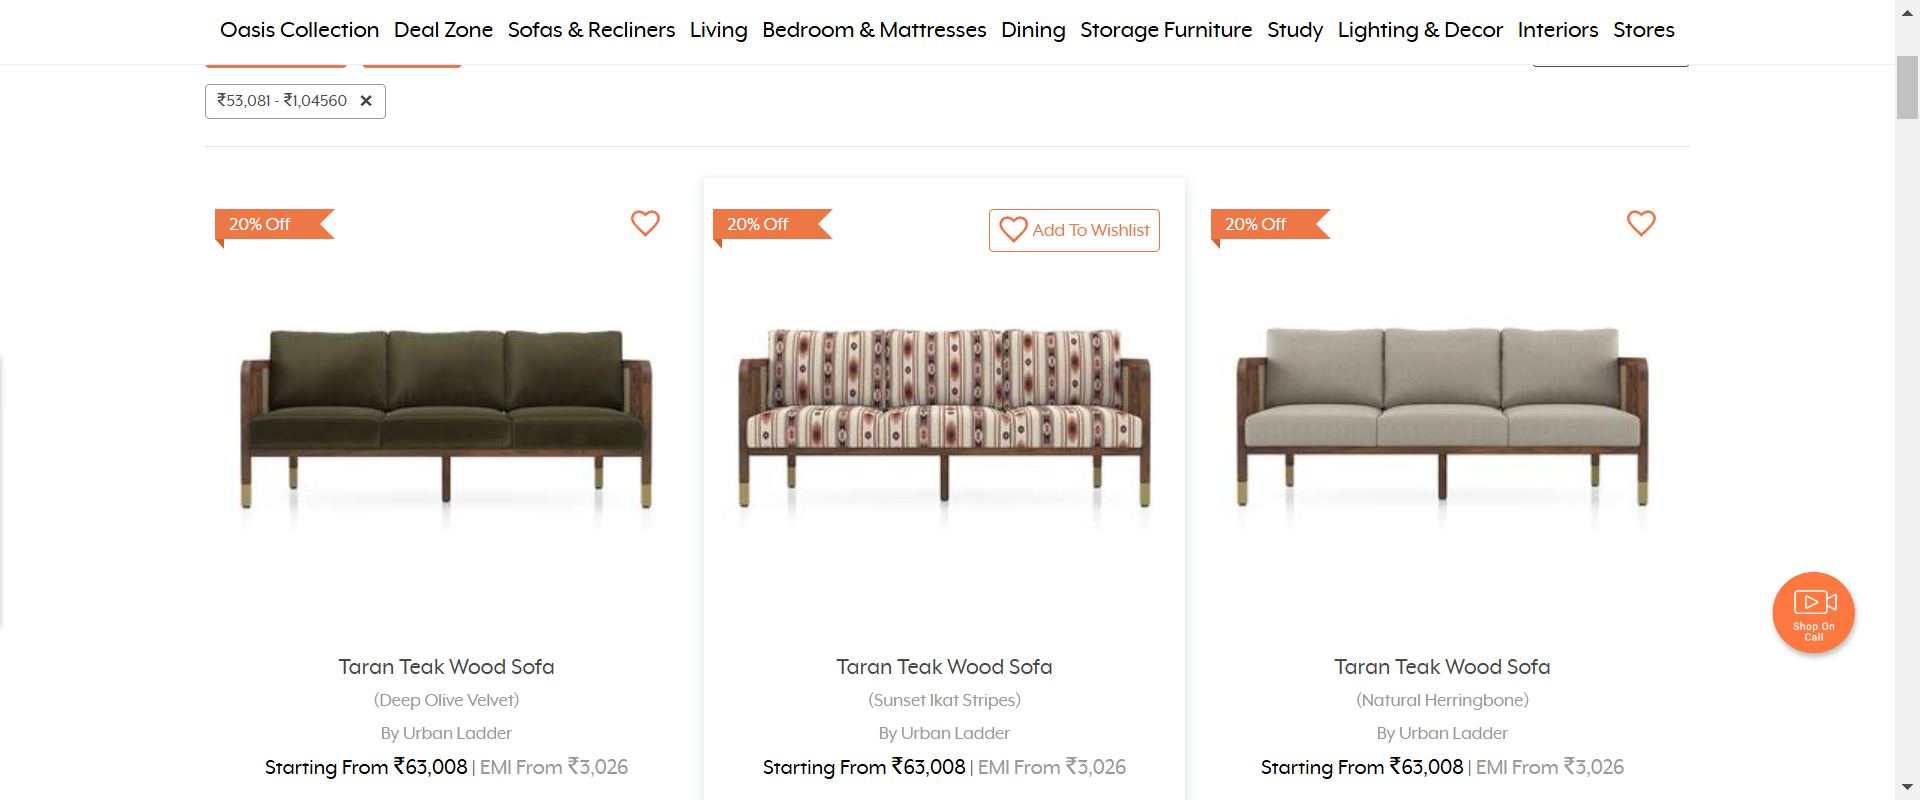 Oasis Collection Deal Zone Sofas & Recliners Living Bedroom & Mattresses Dining Storage Furniture Study Lighting & Decor Interiors Stores
₹53,081 - ₹1,04560 ×
20% Off
20% Off
Add To Wishlist
20% Off
Taran Teak Wood Sofa
(Deep Olive Velvet)
By Urban Ladder
Starting From ₹63,008 | EMI From ₹3,026
Taran Teak Wood Sofa
(Sunset Ikat Stripes)
By Urban Ladder
Starting From ₹63,008 | EMI From ₹3,026
Taran Teak Wood Sofa
(Natural Herringbone)
By Urban Ladder
Starting From ₹63,008 | EMI From ₹3,026
Shop On
Call